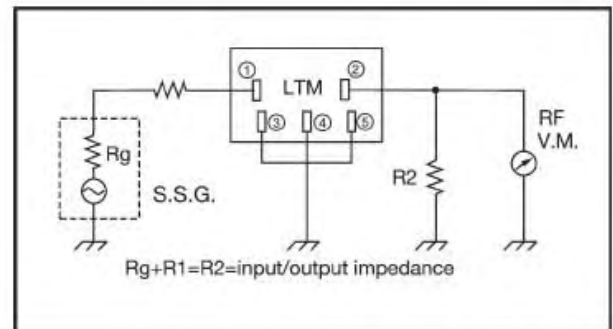 ① LTM ②
③ ④ ⑤
Rg
S.S.G.
R2
RF
V.M.
Rg+R1=R2=input/output impedance